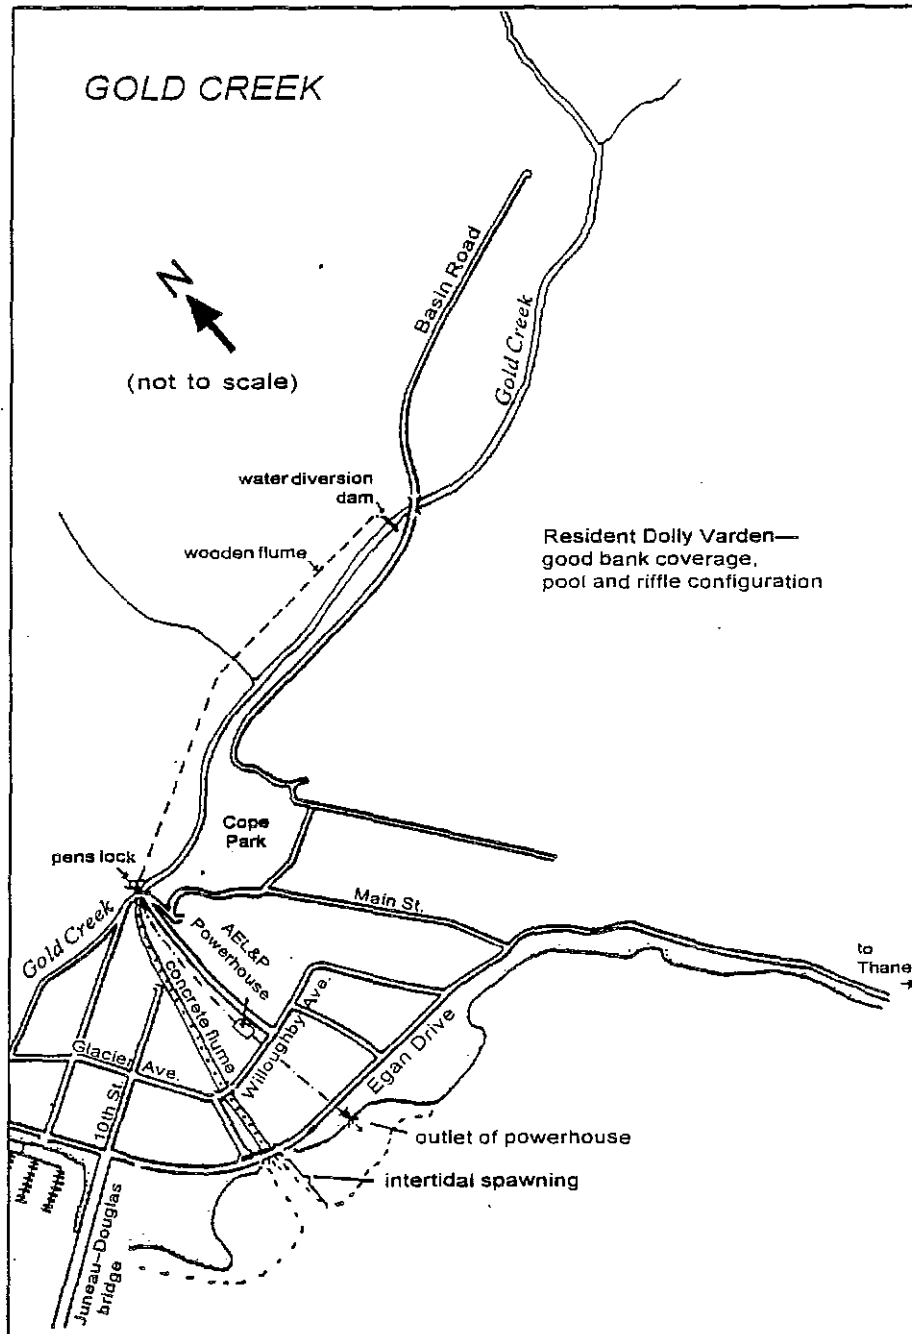 GOLD CREEK
N
(not to scale)
Basin Road
Gold Creek
water diversion
dam
wooden flume
Resident Dolly Varden—
good bank coverage,
pool and riffle configuration
Cope
Park
pens lock
Gold Creek
Main St.
AEL&P
Powerhouse
concrete flume
Willoughby Ave.
Egan Drive
to
Thane
Glacier Ave.
10th St.
outlet of powerhouse
intertidal spawning
Juneau–Douglas
bridge